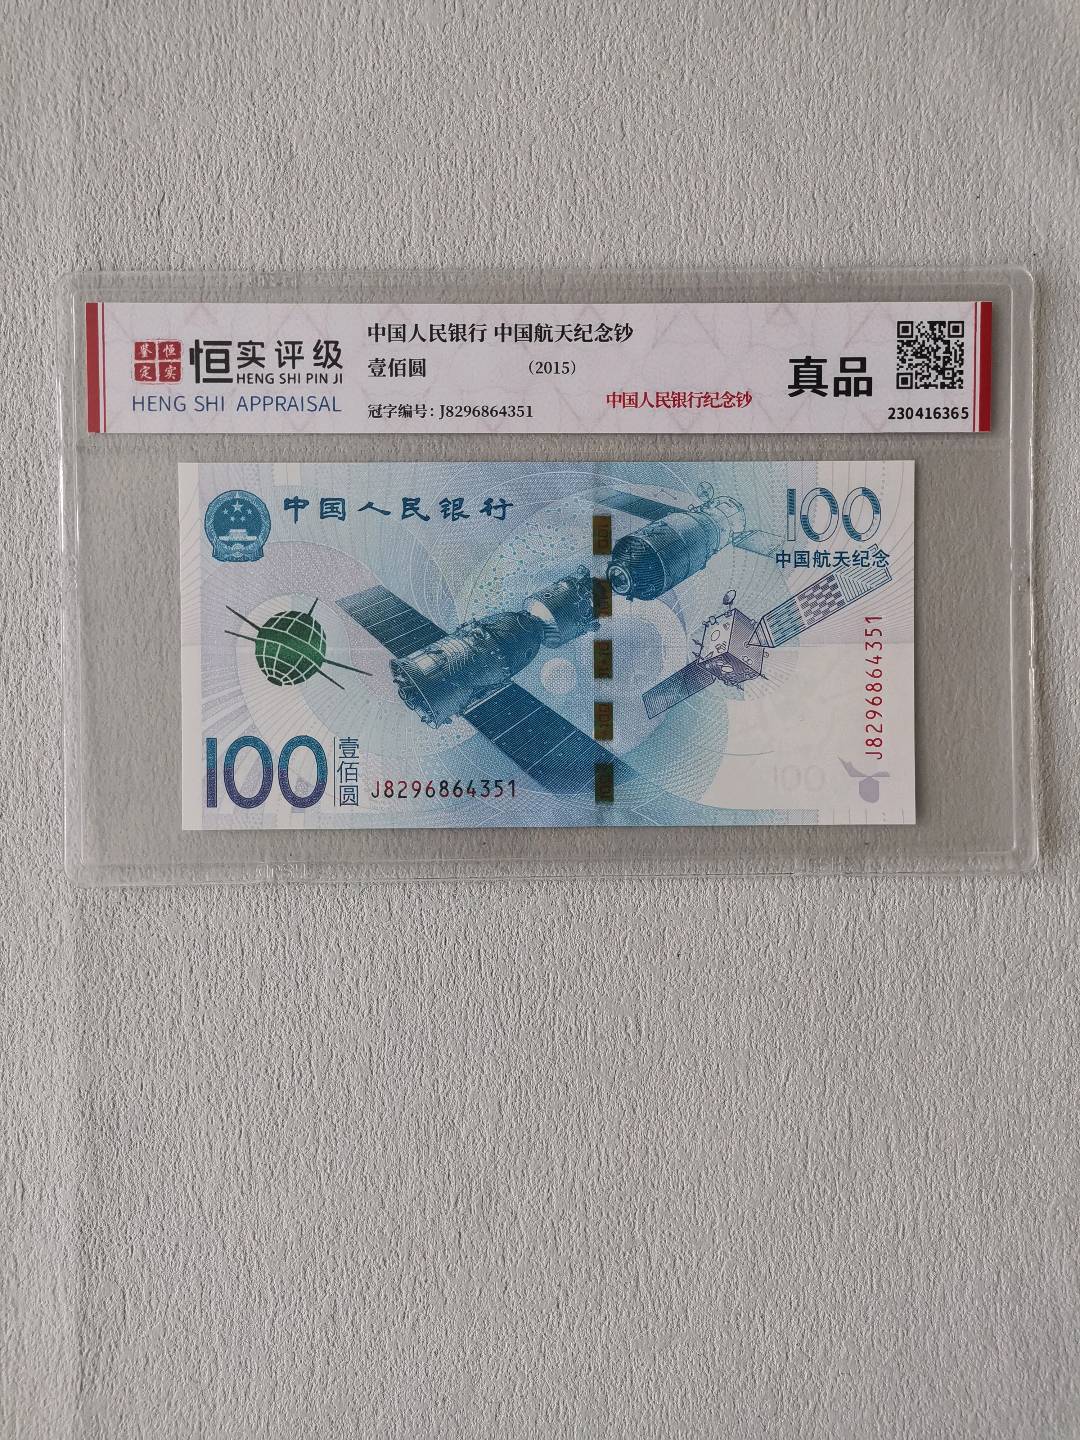 鉴恒
定实
恒实评级
HENG SHI PIN JI
HENG SHI APPRAISAL
中国人民银行 中国航天纪念钞
壹佰圆
（2015）
冠字编号：J8296864351
中国人民银行纪念钞
真品
230416365
中国人民银行
100
中国航天纪念
J8296864351
100
壹佰圆
J8296864351
100